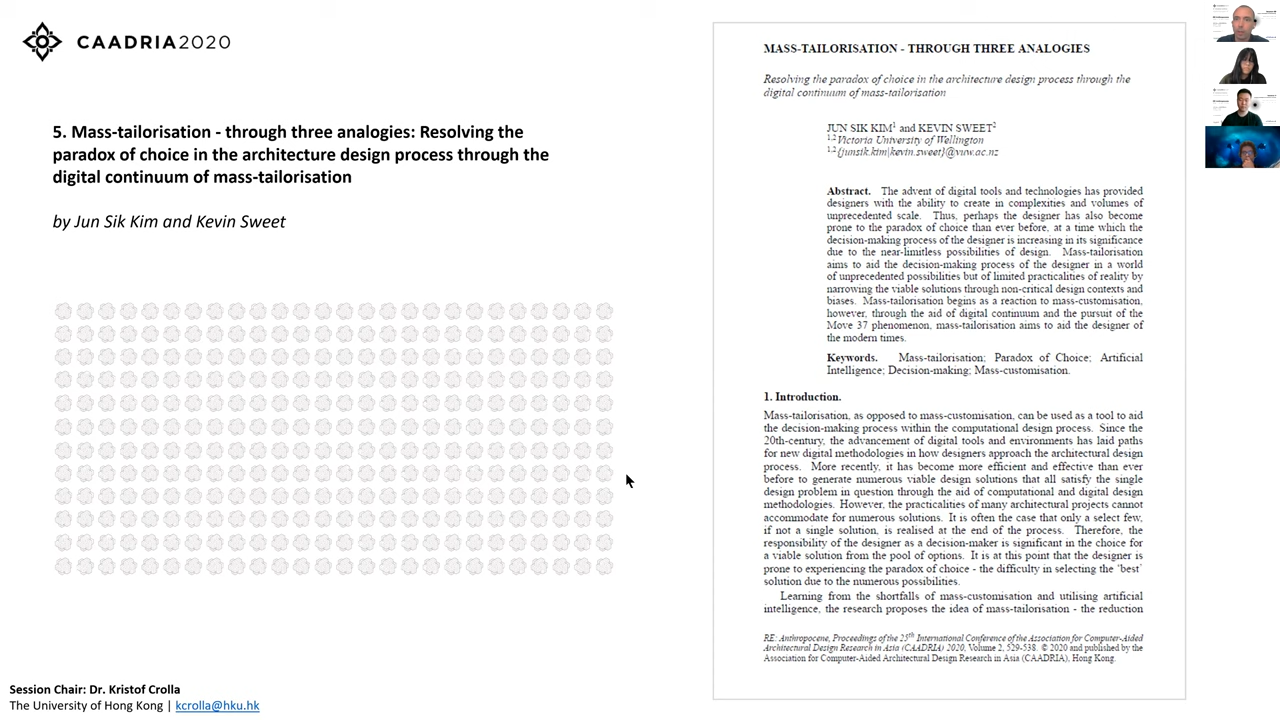 CAADRIA2020
5. Mass-tailorisation - through three analogies: Resolving the
paradox of choice in the architecture design process through the
digital continuum of mass-tailorisation
by Jun Sik Kim and Kevin Sweet
Session Chair: Dr. Kristof Crolla
The University of Hong Kong | kcrolla@hku.hk
MASS-TAILORISATION - THROUGH THREE ANALOGIES
Resolving the paradox of choice in the architecture design process through the
digital continuum of mass-tailorisation
JUN SIK KIM¹ and KEVIN SWEET²
1,2 Victoria University of Wellington
1,2 {junsik.kim|kevin.sweet}@vuw.ac.nz
Abstract. The advent of digital tools and technologies has provided
designers with the ability to create in complexities and volumes of
unprecedented scale. Thus, perhaps the designer has also become
prone to the paradox of choice than ever before, at a time which the
decision-making process of the designer is increasing in its significance
due to the near-limitless possibilities of design. Mass-tailorisation
aims to aid the decision-making process of the designer in a world
of unprecedented possibilities but of limited practicalities of reality by
narrowing the viable solutions through non-critical design contexts and
biases. Mass-tailorisation begins as a reaction to mass-customisation,
however, through the aid of digital continuum and the pursuit of the
Move 37 phenomenon, mass-tailorisation aims to aid the designer of
the modern times.
Keywords. Mass-tailorisation; Paradox of Choice; Artificial
Intelligence; Decision-making; Mass-customisation.
1. Introduction.
Mass-tailorisation, as opposed to mass-customisation, can be used as a tool to aid
the decision-making process within the computational design process. Since the
20th-century, the advancement of digital tools and environments has laid paths
for new digital methodologies in how designers approach the architectural design
process. More recently, it has become more efficient and effective than ever
before to generate numerous viable design solutions that all satisfy the single
design problem in question through the aid of computational and digital design
methodologies. However, the practicalities of many architectural projects cannot
accommodate for numerous solutions. It is often the case that only a select few,
if not a single solution, is realised at the end of the process. Therefore, the
responsibility of the designer as a decision-maker is significant in the choice for
a viable solution from the pool of options. It is at this point that the designer is
prone to experiencing the paradox of choice - the difficulty in selecting the 'best'
solution due to the numerous possibilities.
Learning from the shortfalls of mass-customisation and utilising artificial
intelligence, the research proposes the idea of mass-tailorisation - the reduction
RE: Anthropocene, Proceedings of the 25th International Conference of the Association for Computer-Aided
Architectural Design Research in Asia (CAADRIA) 2020, Volume 2, 529-538. © 2020 and published by the
Association for Computer-Aided Architectural Design Research in Asia (CAADRIA), Hong Kong.